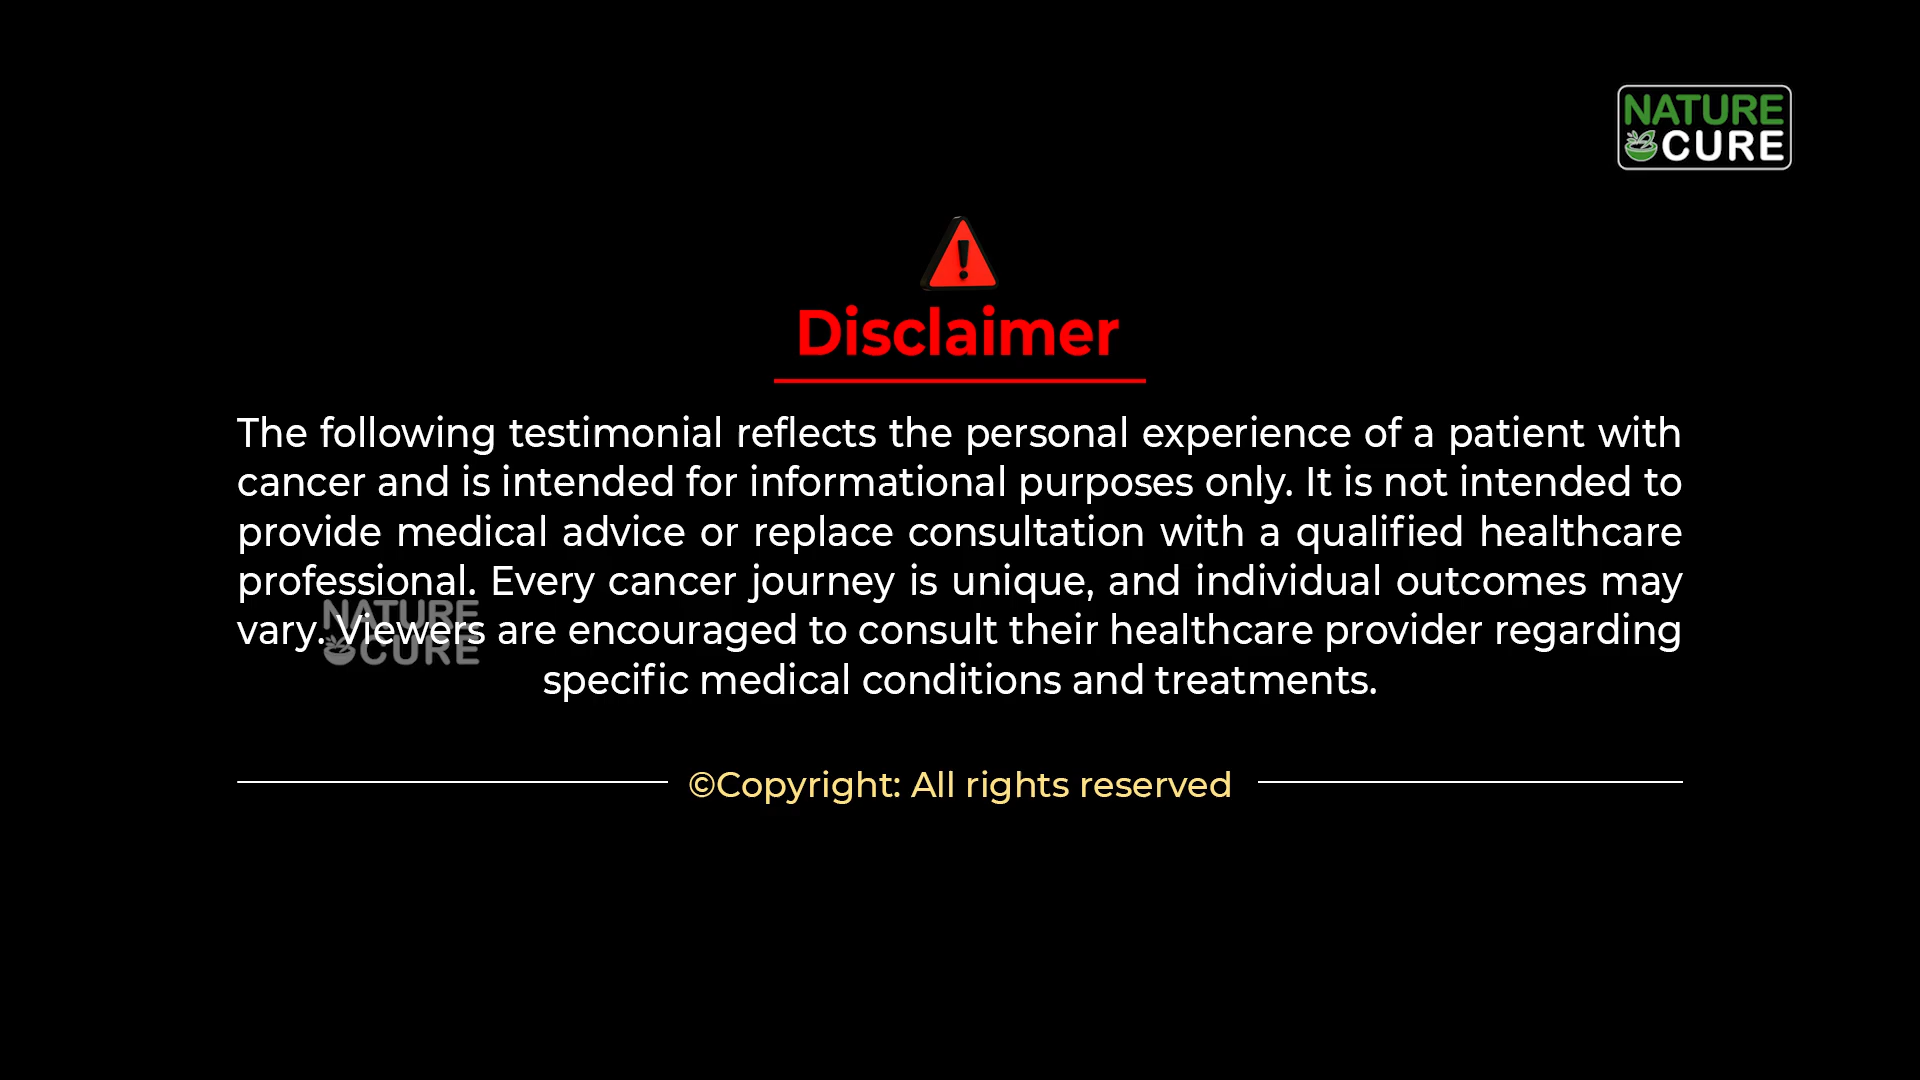 NATURE
CURE
Disclaimer
The following testimonial reflects the personal experience of a patient with
cancer and is intended for informational purposes only. It is not intended to
provide medical advice or replace consultation with a qualified healthcare
professional. Every cancer journey is unique, and individual outcomes may
vary. Viewers are encouraged to consult their healthcare provider regarding
specific medical conditions and treatments.
NATURE
CURE
©Copyright: All rights reserved